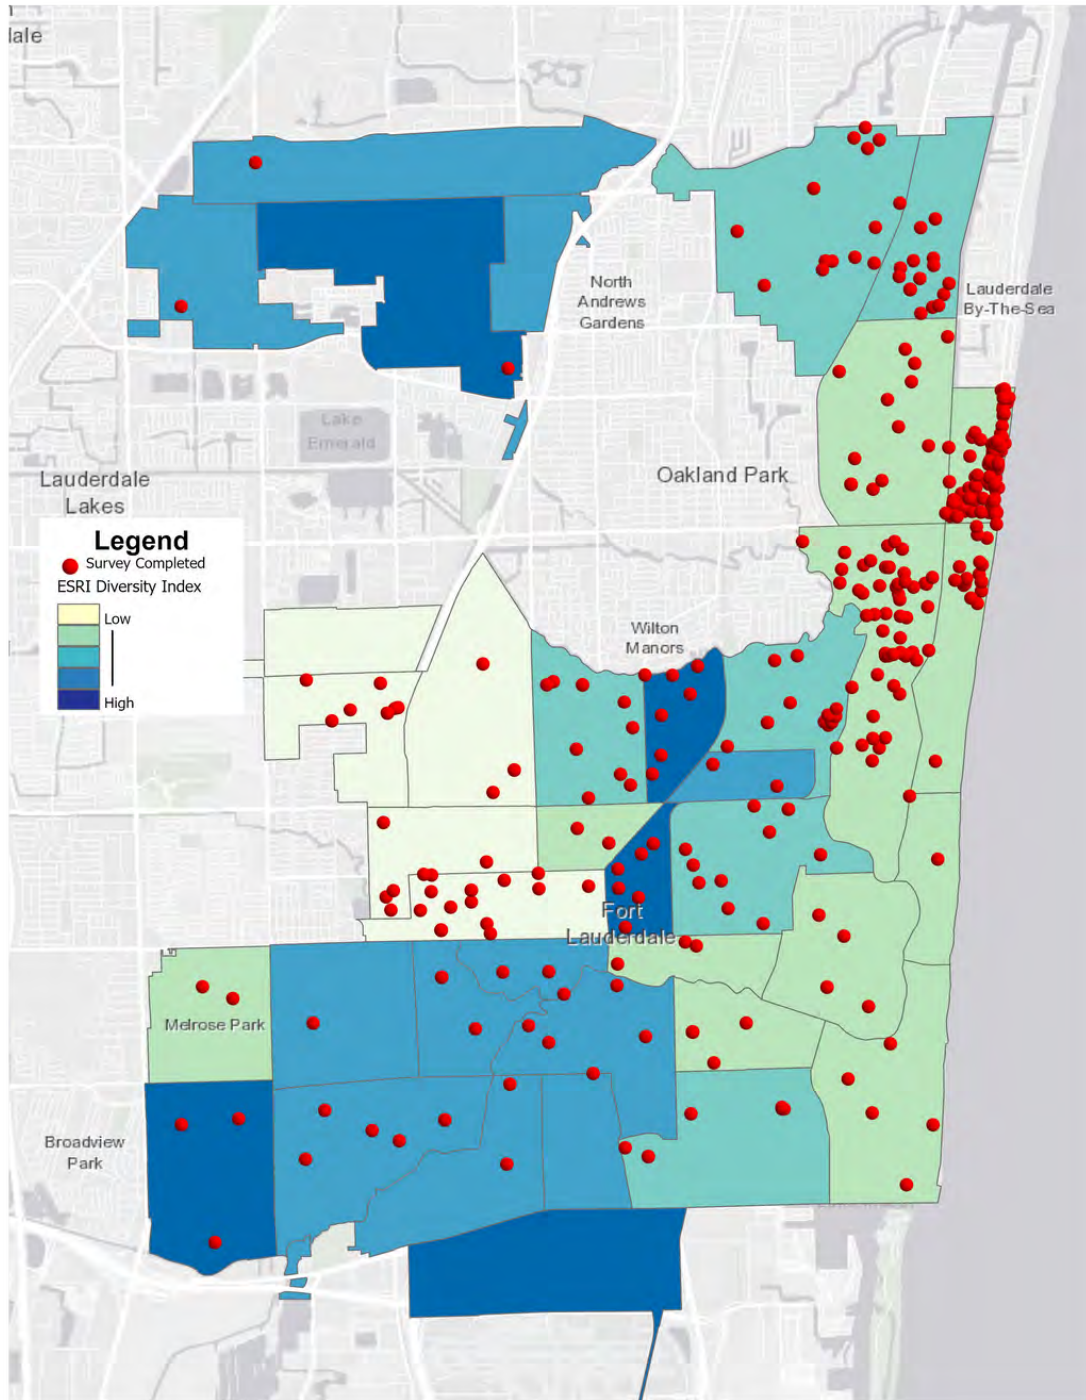 lale
North
Andrews
Gardens
Lauderdale
By-The-Sea
Lake
Emerald
Lauderdale
Lakes
Oakland Park
Legend
Survey Completed
ESRI Diversity Index
Low
High
Wilton
Manors
Fort
Lauderdale
Melrose Park
Broadview
Park